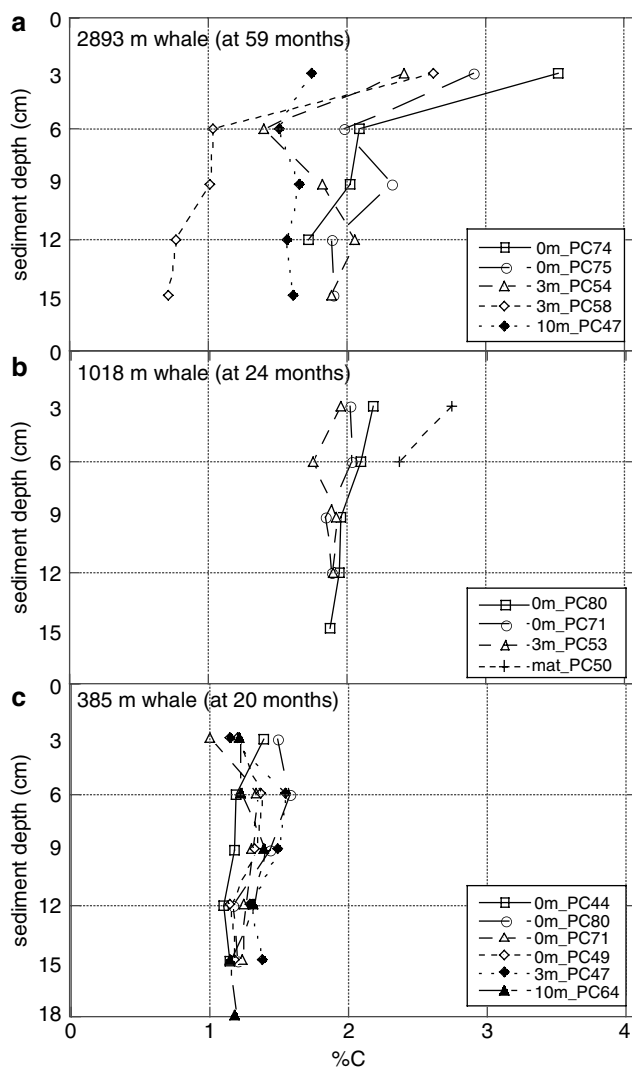 a
2893 m whale (at 59 months)
0
3
6
9
12
15
sediment depth (cm)
0m_PC74
0m_PC75
3m_PC54
3m_PC58
10m_PC47
b
1018 m whale (at 24 months)
0
3
6
9
12
15
sediment depth (cm)
0m_PC80
0m_PC71
3m_PC53
mat_PC50
c
385 m whale (at 20 months)
0
3
6
9
12
15
18
sediment depth (cm)
0m_PC44
0m_PC80
0m_PC71
0m_PC49
3m_PC47
10m_PC64
0 1 2 3 4
%C